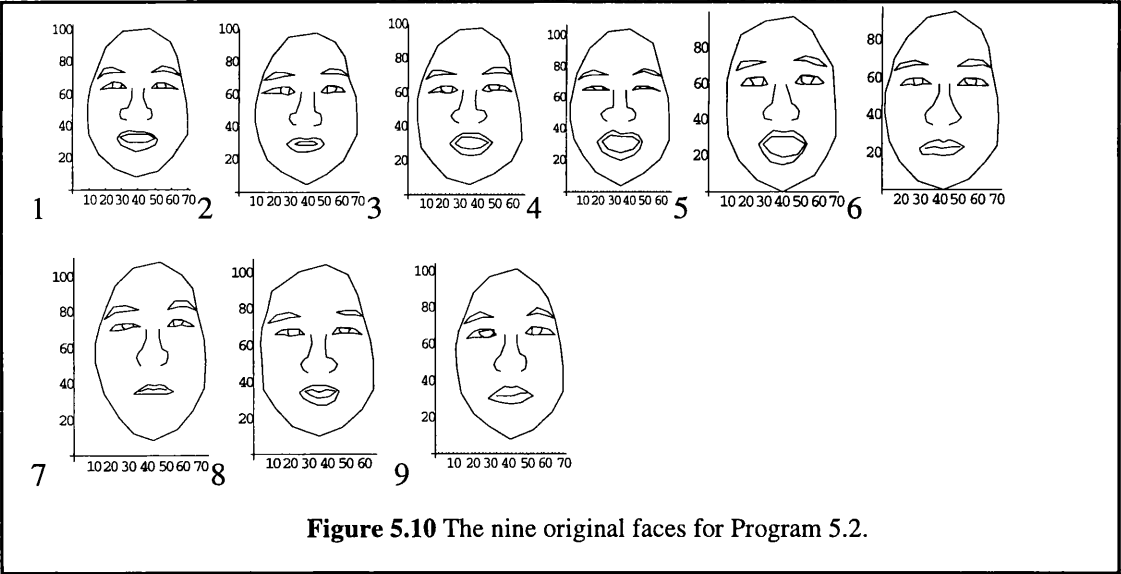 100 100 100 100
80 80 80 80 80 80
60 60 60 60 60 60
40 40 40 40 40 40
20 20 20 20 20 20
10 20 30 40 50 60 70 10 20 30 40 50 60 70 10 20 30 40 50 60 10 20 30 40 50 60 10 20 30 40 50 60 70 20 30 40 50 60 70
1 2 3 4 5 6
100 100 100
80 80 80
60 60 60
40 40 40
20 20 20
10 20 30 40 50 60 70 10 20 30 40 50 60 10 20 30 40 50 60 70
7 8 9
Figure 5.10 The nine original faces for Program 5.2.